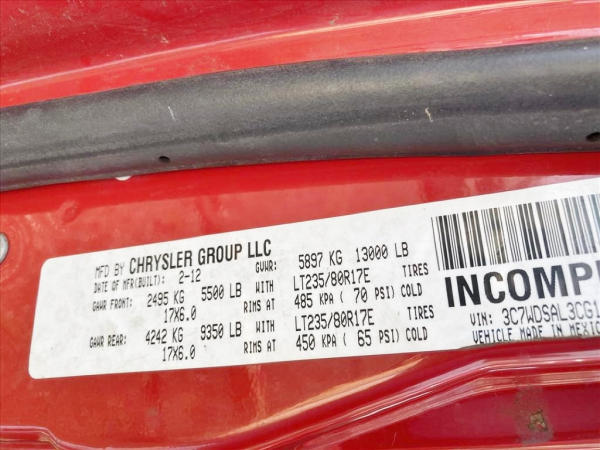 MFD BY CHRYSLER GROUP LLC
DATE OF MFR(BUILT): 2-12 GVWR: 5897 KG 13000 LB
GAWR FRONT: 2495 KG 5500 LB WITH LT235/80R17E TIRES
17X6.0 RIMS AT 485 KPA ( 70 PSI) COLD
GAWR REAR: 4242 KG 9350 LB WITH LT235/80R17E TIRES
17X6.0 RIMS AT 450 KPA ( 65 PSI) COLD
INCOMP
VIN: 3C7WDSAL3CG1
VEHICLE MADE IN MEXICO